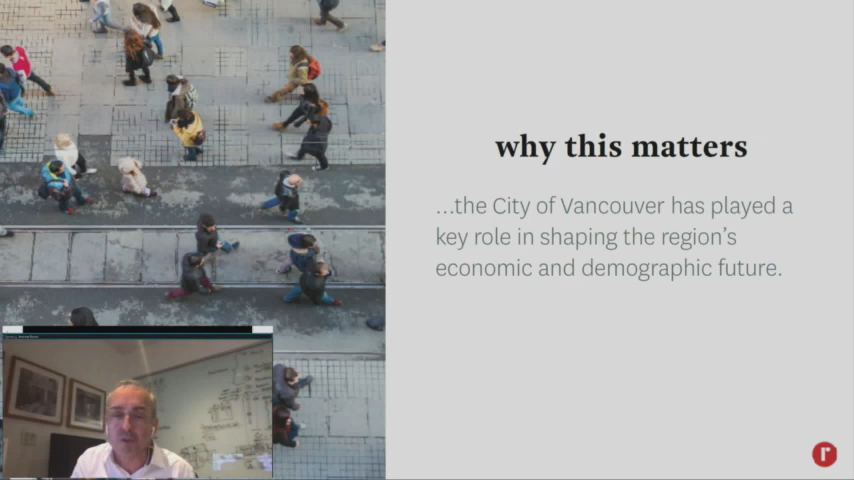 why this matters
...the City of Vancouver has played a
key role in shaping the region's
economic and demographic future.
r